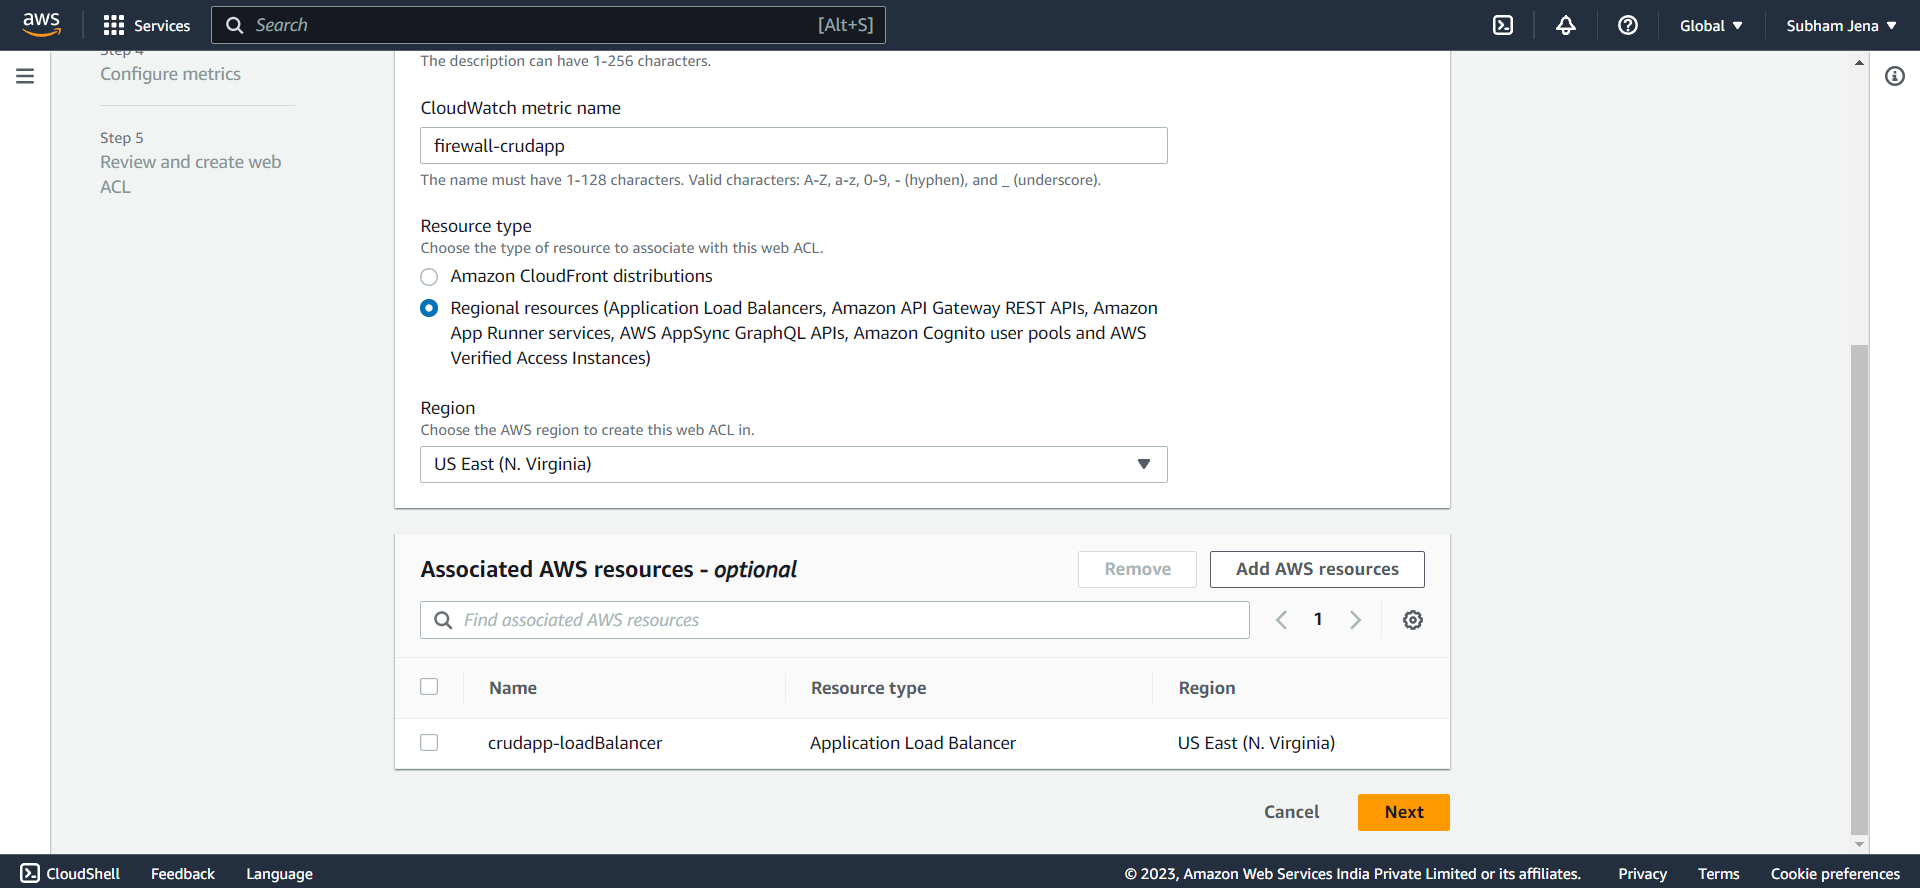 aws
Services
Search
[Alt+S]
Global
Subham Jena
Step 4
Configure metrics
Step 5
Review and create web
ACL
The description can have 1-256 characters.
CloudWatch metric name
firewall-crudapp
The name must have 1-128 characters. Valid characters: A-Z, a-z, 0-9, - (hyphen), and _ (underscore).
Resource type
Choose the type of resource to associate with this web ACL.
Amazon CloudFront distributions
Regional resources (Application Load Balancers, Amazon API Gateway REST APIs, Amazon
App Runner services, AWS AppSync GraphQL APIs, Amazon Cognito user pools and AWS
Verified Access Instances)
Region
Choose the AWS region to create this web ACL in.
US East (N. Virginia)
Associated AWS resources - optional
Remove
Add AWS resources
Find associated AWS resources
1
Name Resource type Region
crudapp-loadBalancer Application Load Balancer US East (N. Virginia)
Cancel
Next
CloudShell Feedback Language © 2023, Amazon Web Services India Private Limited or its affiliates. Privacy Terms Cookie preferences